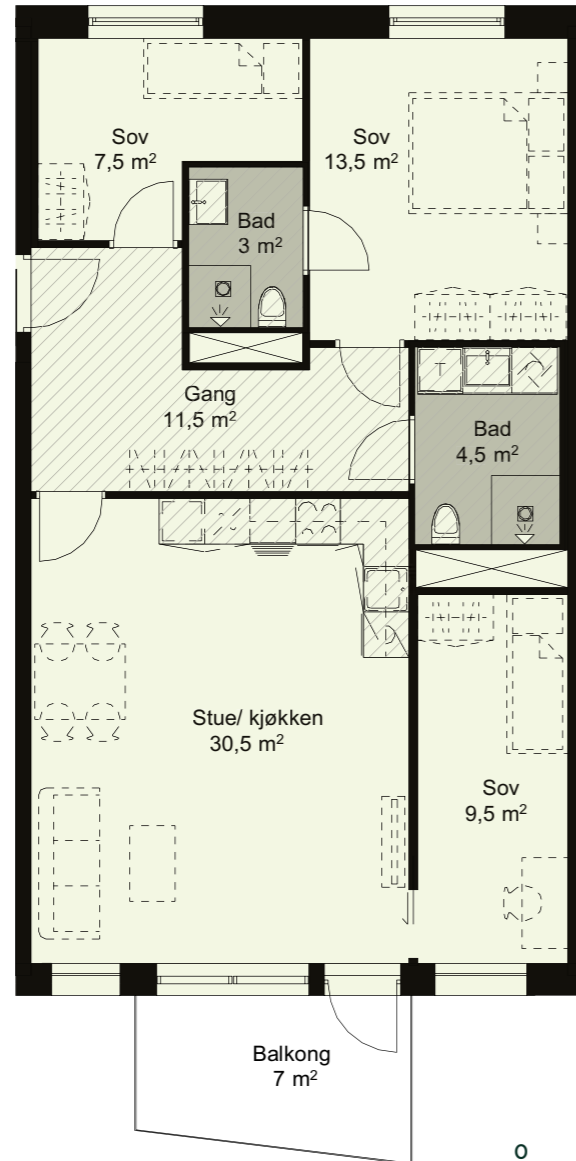 Sov
7,5 m²
Sov
13,5 m²
Bad
3 m²
Gang
11,5 m²
T
Bad
4,5 m²
Stue/ kjøkken
30,5 m²
Sov
9,5 m²
Balkong
7 m²
o